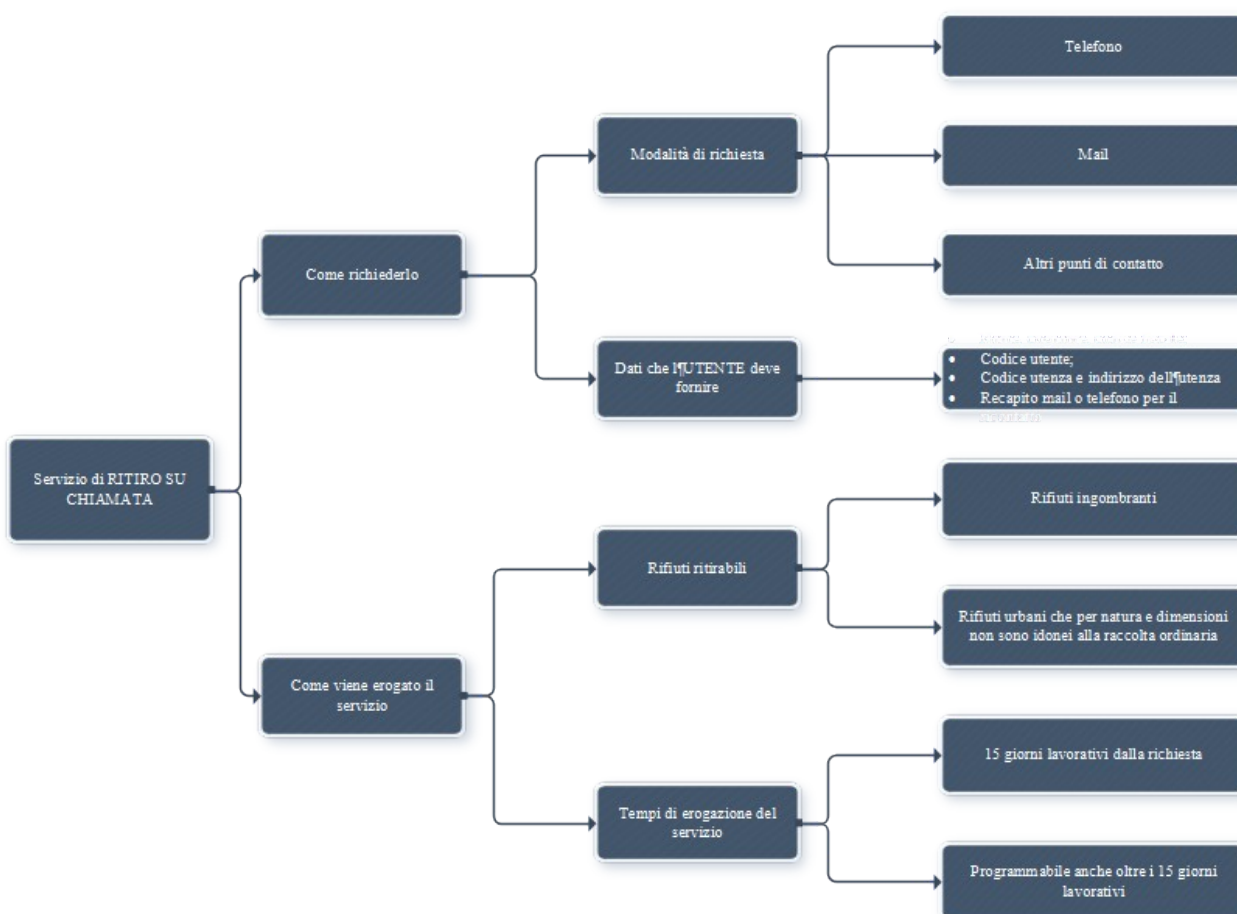 Telefono
Modalità di richiesta
Mail
Come richiederlo
Altri punti di contatto
Dati che l¶UTENTE deve
fornire
● Codice utente;
● Codice utenza e indirizzo dell¶utenza
● Recapito mail o telefono per il
Servizio di RITIRO SU
CHIAMATA
Rifiuti ingombranti
Rifiuti ritirabili
Rifiuti urbani che per natura e dimensioni
non sono idonei alla raccolta ordinaria
Come viene erogato il
servizio
15 giorni lavorativi dalla richiesta
Tempi di erogazione del
servizio
Programmabile anche oltre i 15 giorni
lavorativi